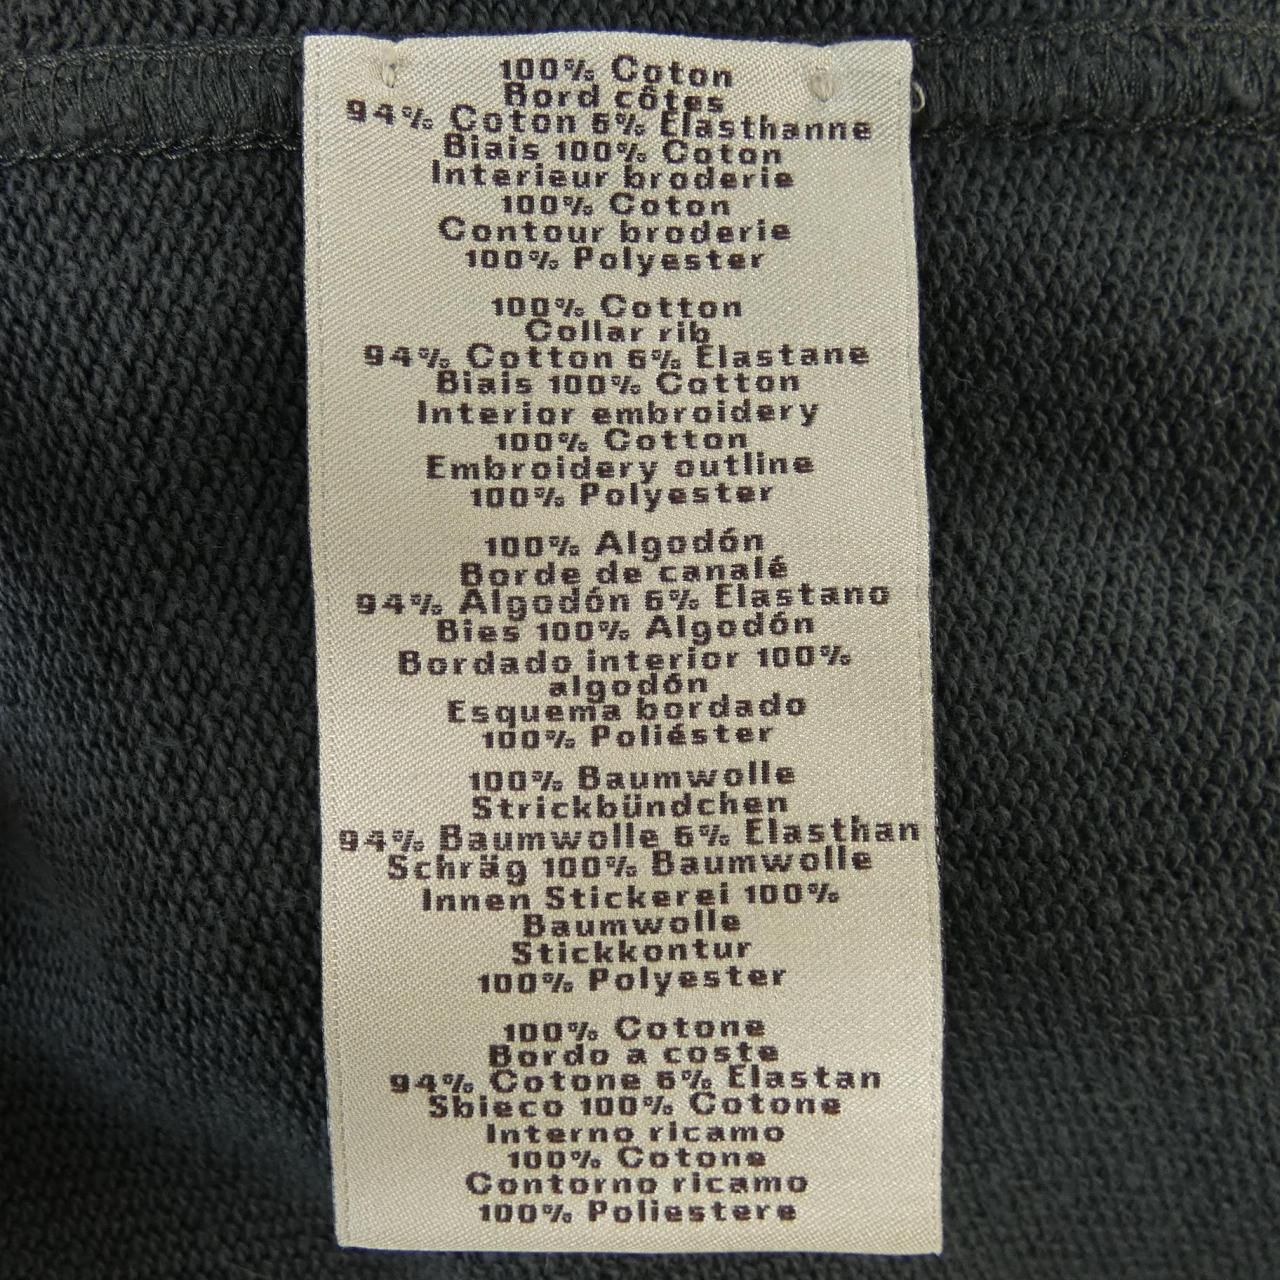 100% Coton
Bord côtes
94% Coton 6% Elasthanne
Biais 100% Coton
Interieur broderie
100% Coton
Contour broderie
100% Polyester
100% Cotton
Collar rib
94% Cotton 6% Elastane
Biais 100% Cotton
Interior embroidery
100% Cotton
Embroidery outline
100% Polyester
100% Algodón
Borde de canalé
94% Algodón 6% Elastano
Bies 100% Algodón
Bordado interior 100%
algodón
Esquema bordado
100% Poliéster
100% Baumwolle
Strickbündchen
94% Baumwolle 6% Elasthan
Schräg 100% Baumwolle
Innen Stickerei 100%
Baumwolle
Stickkontur
100% Polyester
100% Cotone
Bordo a coste
94% Cotone 6% Elastan
Sbieco 100% Cotone
Interno ricamo
100% Cotone
Contorno ricamo
100% Poliestere